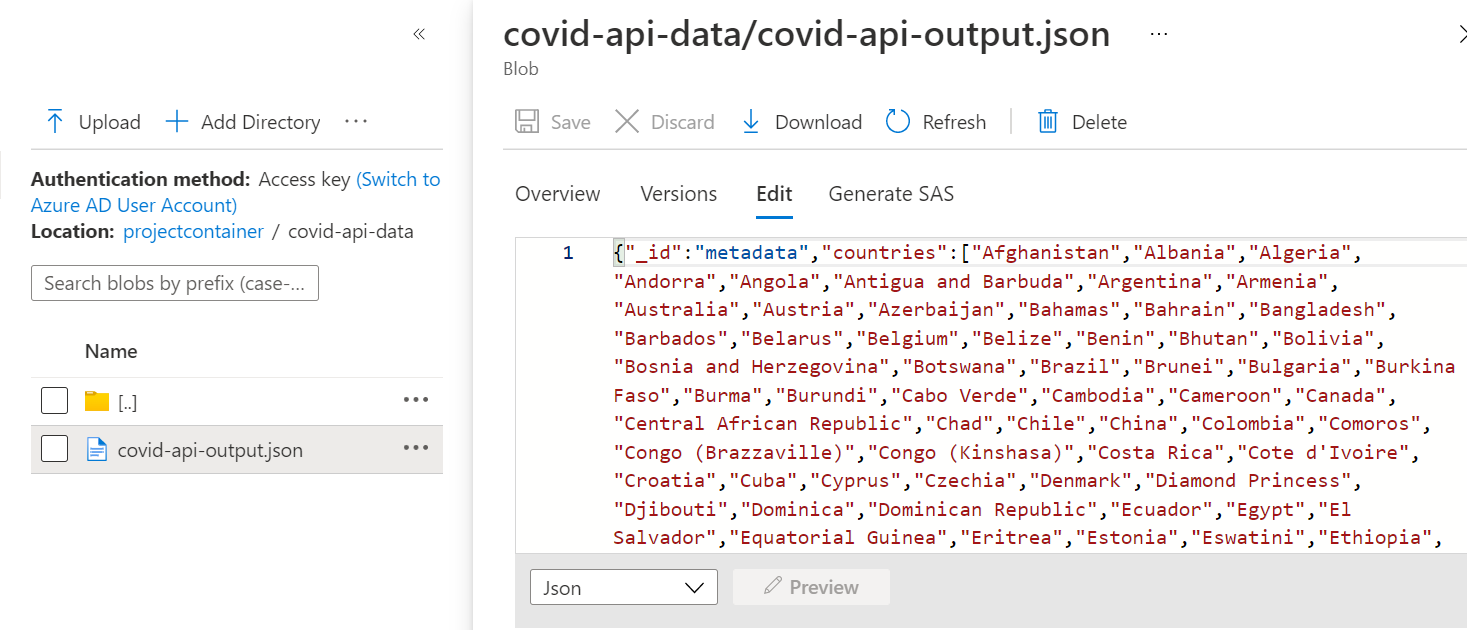 «
Upload
Add Directory
...
Authentication method: Access key (Switch to
Azure AD User Account)
Location: projectcontainer / covid-api-data
Search blobs by prefix (case-...
Name
[..]
...
covid-api-output.json
...
covid-api-data/covid-api-output.json
...
Blob
Save
Discard
Download
Refresh
Delete
Overview
Versions
Edit
Generate SAS
1
{"_id":"metadata","countries":["Afghanistan","Albania","Algeria",
"Andorra","Angola","Antigua and Barbuda","Argentina","Armenia",
"Australia","Austria","Azerbaijan","Bahamas","Bahrain","Bangladesh",
"Barbados","Belarus","Belgium","Belize","Benin","Bhutan","Bolivia",
"Bosnia and Herzegovina","Botswana","Brazil","Brunei","Bulgaria","Burkina
Faso","Burma","Burundi","Cabo Verde","Cambodia","Cameroon","Canada",
"Central African Republic","Chad","Chile","China","Colombia","Comoros",
"Congo (Brazzaville)","Congo (Kinshasa)","Costa Rica","Cote d'Ivoire",
"Croatia","Cuba","Cyprus","Czechia","Denmark","Diamond Princess",
"Djibouti","Dominica","Dominican Republic","Ecuador","Egypt","El
Salvador","Equatorial Guinea","Eritrea","Estonia","Eswatini","Ethiopia",
Json
Preview